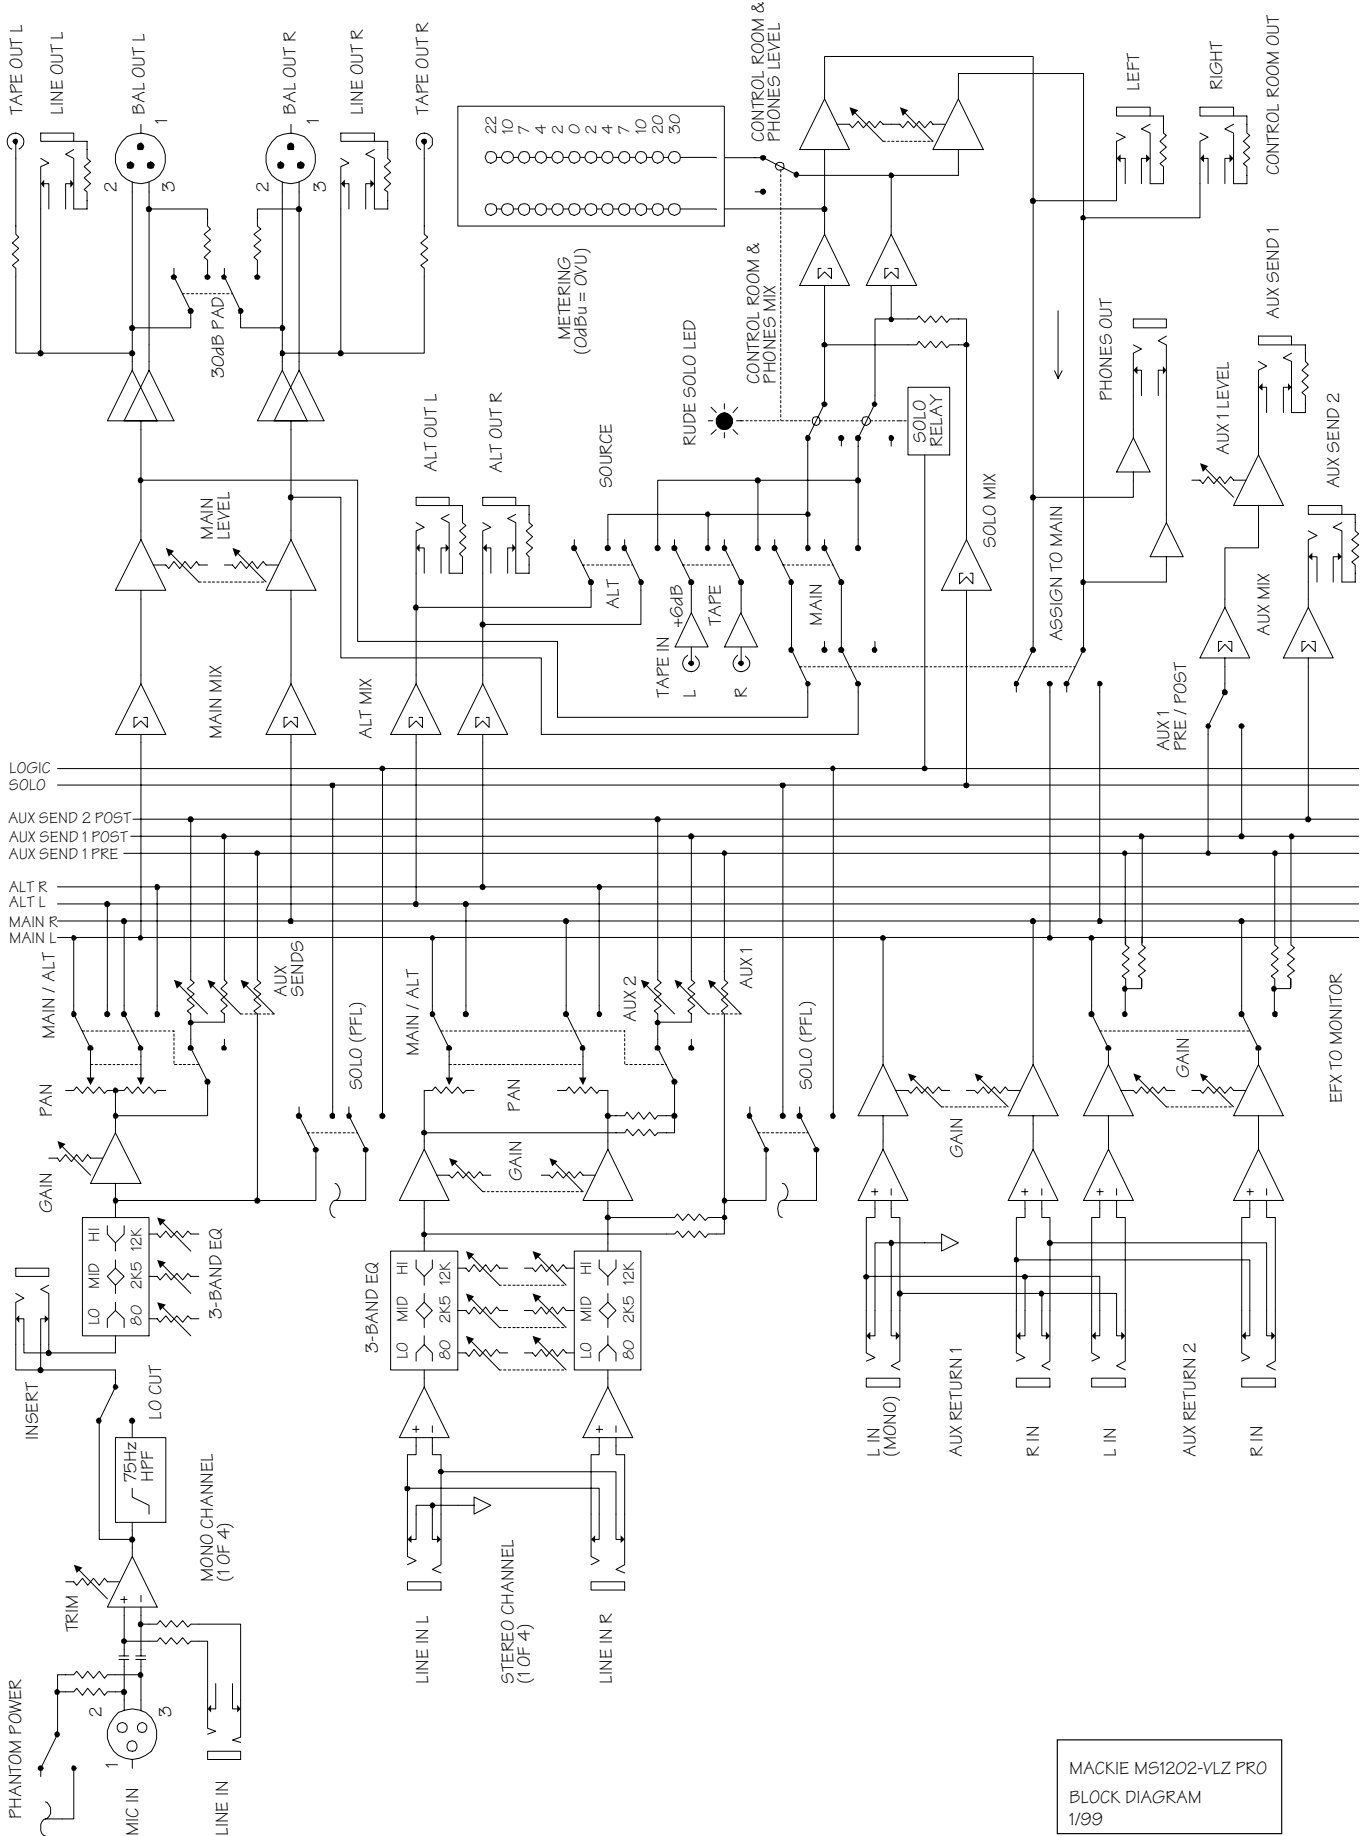 TAPE OUT L
LINE OUT L
BAL OUT L
BAL OUT R
LINE OUT R
TAPE OUT R
1
2
3
1
2
3
30dB PAD
22
10
7
4
2
0
2
4
7
10
20
30
METERING
(0dBu = 0VU)
CONTROL ROOM &
PHONES LEVEL
CONTROL ROOM &
PHONES MIX
RUDE SOLO LED
SOLO
RELAY
LEFT
RIGHT
CONTROL ROOM OUT
PHONES OUT
AUX SEND 1
AUX 1 LEVEL
AUX SEND 2
MAIN
LEVEL
ALT OUT L
ALT OUT R
SOURCE
ALT
+6dB
TAPE
TAPE IN
L
R
MAIN
SOLO MIX
Σ
Σ
Σ
Σ
Σ
Σ
Σ
Σ
Σ
ASSIGN TO MAIN
AUX MIX
AUX 1
PRE / POST
MAIN MIX
ALT MIX
LOGIC
SOLO
AUX SEND 2 POST
AUX SEND 1 POST
AUX SEND 1 PRE
ALT R
ALT L
MAIN R
MAIN L
MAIN / ALT
AUX
SENDS
PAN
GAIN
SOLO (PFL)
MAIN / ALT
AUX 2
AUX 1
PAN
GAIN
SOLO (PFL)
GAIN
GAIN
EFX TO MONITOR
LO MID HI
80 2K5 12K
3-BAND EQ
INSERT
LO CUT
75Hz
HPF
MONO CHANNEL
(1 OF 4)
TRIM
+
−
PHANTOM POWER
1
2
3
MIC IN
LINE IN
3-BAND EQ
LO MID HI
80 2K5 12K
LO MID HI
80 2K5 12K
+
−
+
−
LINE IN L
STEREO CHANNEL
(1 OF 4)
LINE IN R
+
−
+
−
+
−
+
−
L IN
(MONO)
AUX RETURN 1
R IN
L IN
AUX RETURN 2
R IN
MACKIE MS1202-VLZ PRO
BLOCK DIAGRAM
1/99